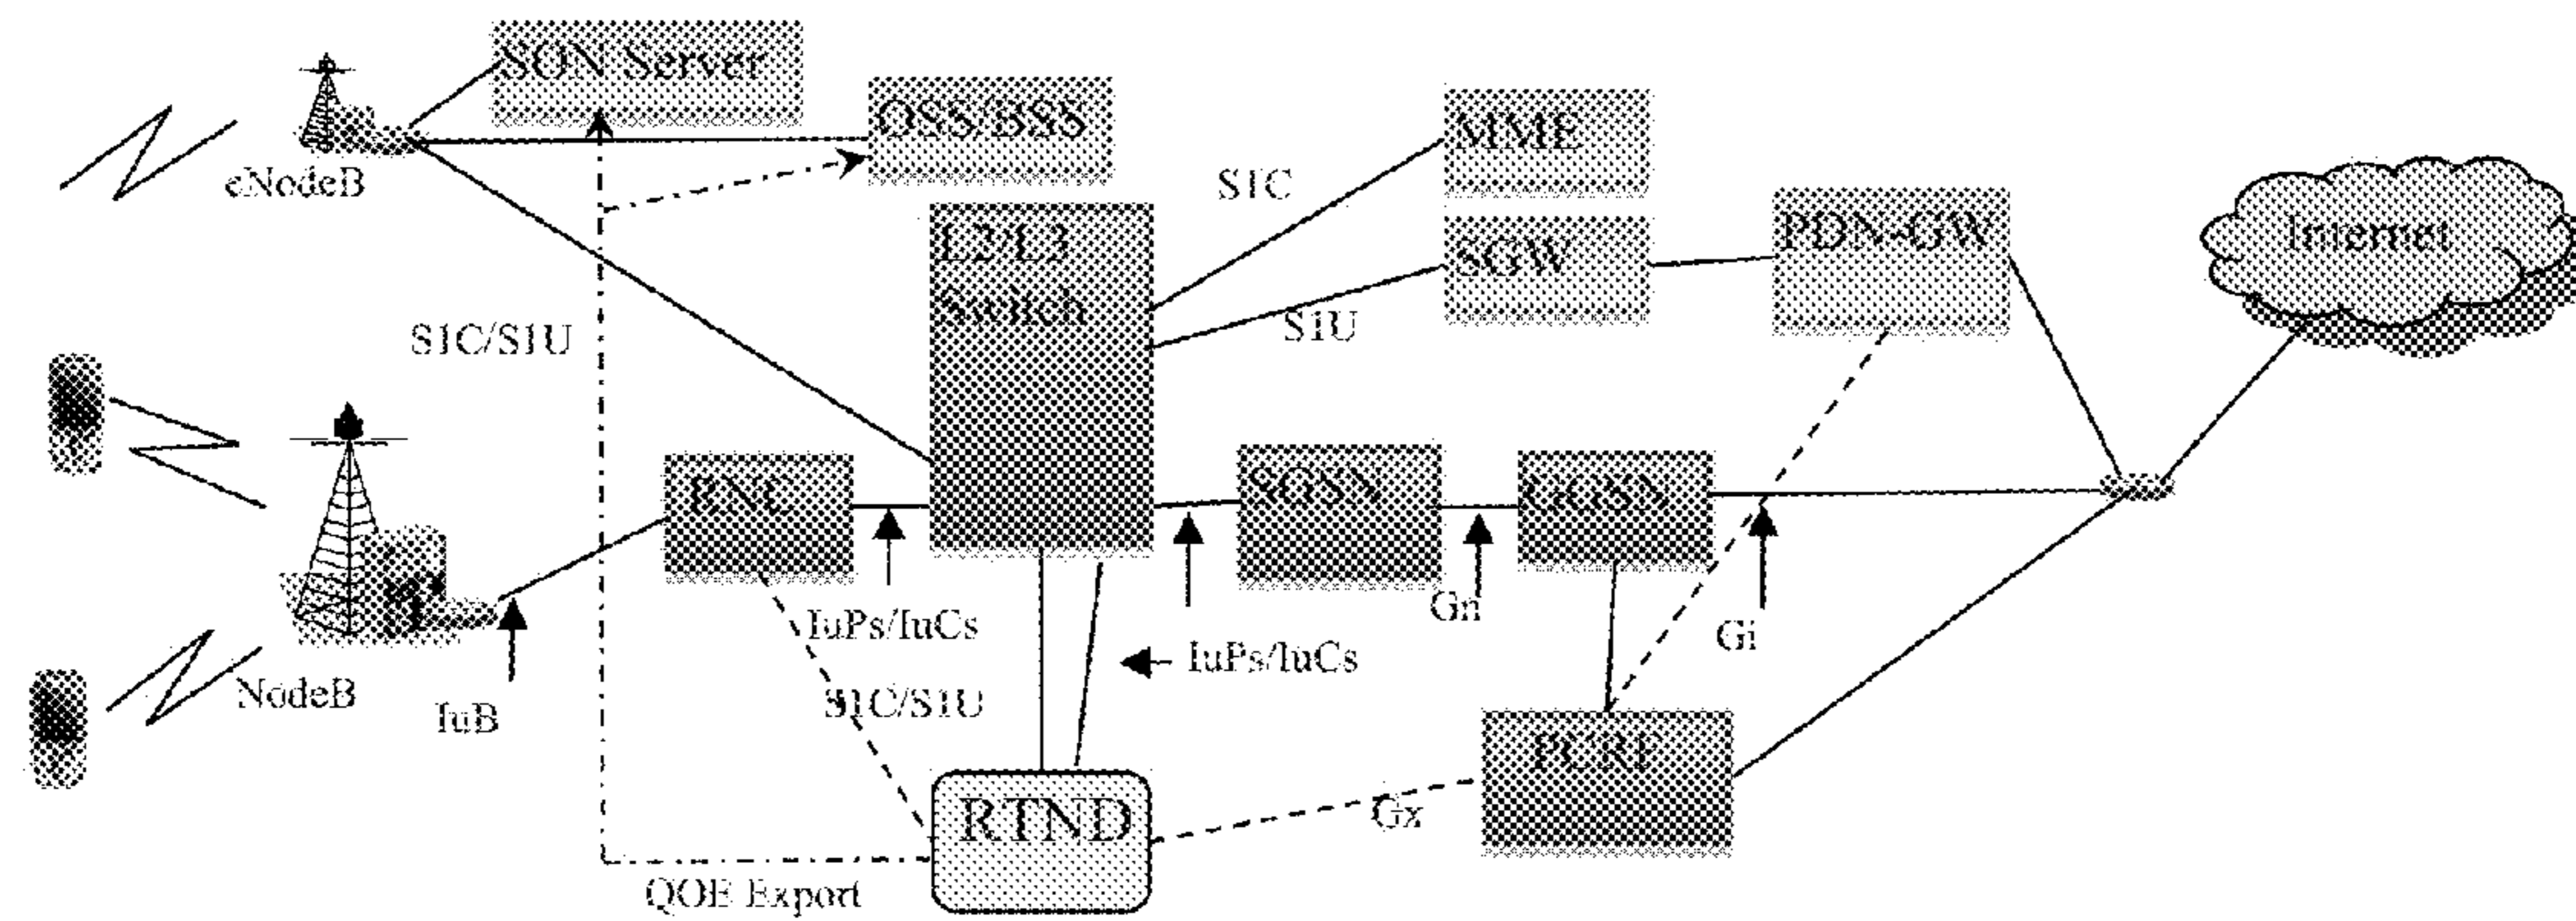 SON Server
OSS/BSS
eNodeB
MME
S1C
L2/L3
Switch
SGW
PDN-GW
Internet
S1U
S1C/S1U
RNC
SGSN
GGSN
IuPs/IuCs
Gn
Gi
IuPs/IuCs
NodeB
IuB
S1C/S1U
PCRF
RTND
Gx
QOE Export